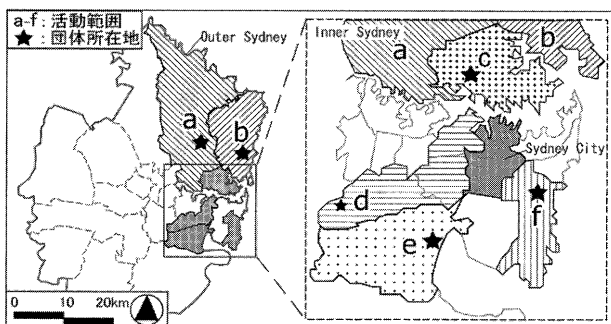 a-f：活動範囲
★：団体所在地
Outer Sydney
a
b
0 10 20km
Inner Sydney
a
b
c
Sydney City
d
e
f